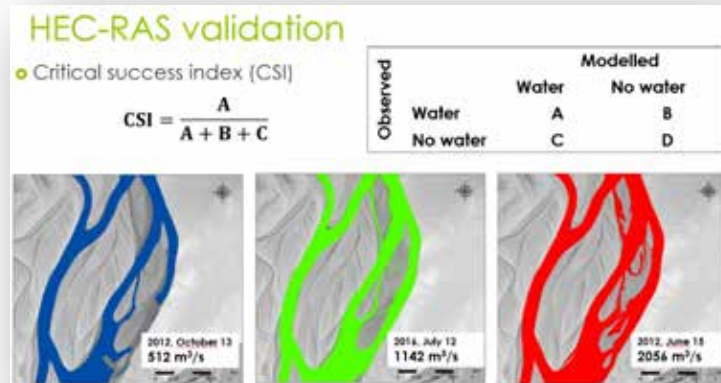 HEC-RAS validation
Critical success index (CSI)
CSI = A / A + B + C
Observed
Modelled
Water No water
Water A B
No water C D
2012, October 13
512 m³/s
2016, July 12
1142 m³/s
2012, June 15
2056 m³/s